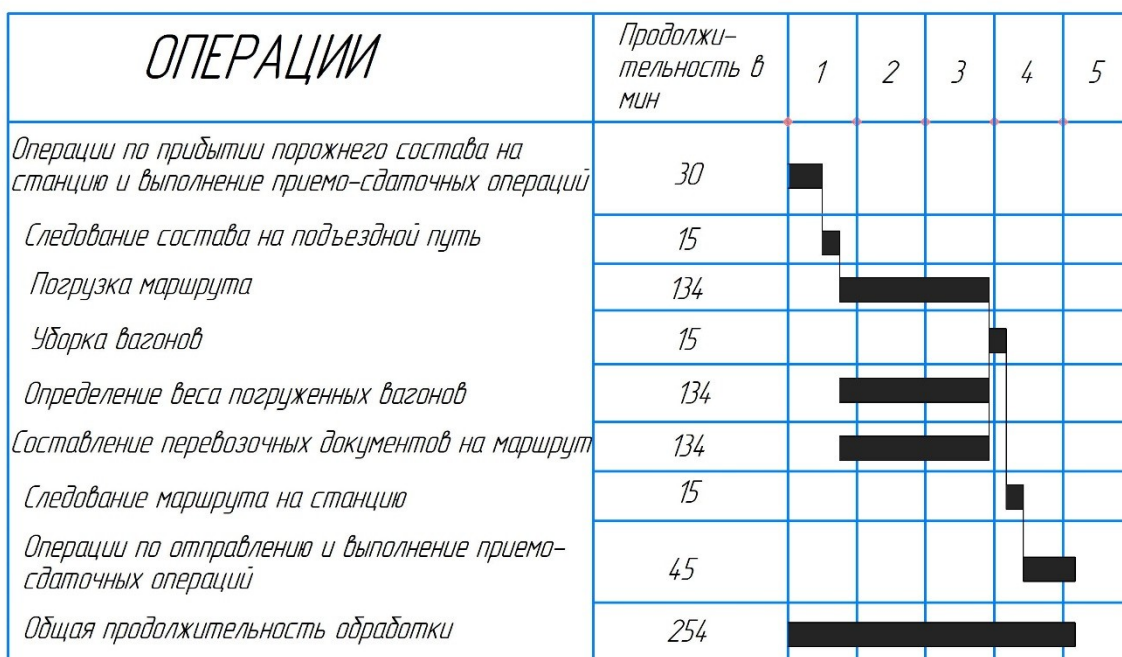 ОПЕРАЦИИ
Продолжи-
тельность в
мин
1 2 3 4 5
Операции по прибытии порожнего состава на
станцию и выполнение приемо-сдаточных операций
30
Следование состава на подъездной путь
15
Погрузка маршрута
134
Уборка вагонов
15
Определение веса погруженных вагонов
134
Составление перевозочных документов на маршрут
134
Следование маршрута на станцию
15
Операции по отправлению и выполнение приемо-
сдаточных операций
45
Общая продолжительность обработки
254